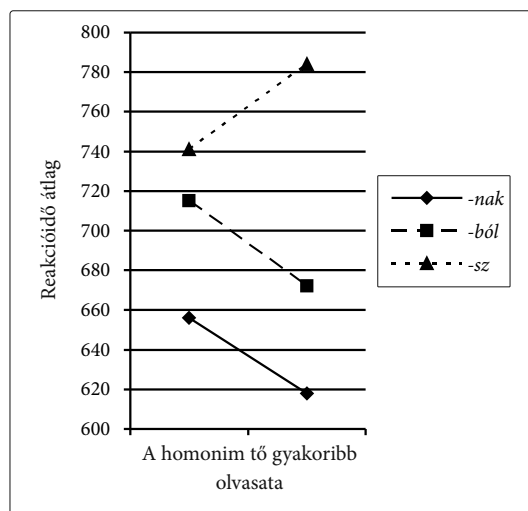 800
780
760
740
720
700
680
660
640
620
600
Reakcióidő átlag
A homonim tő gyakoribb
olvasata
-nak
-ból
-sz